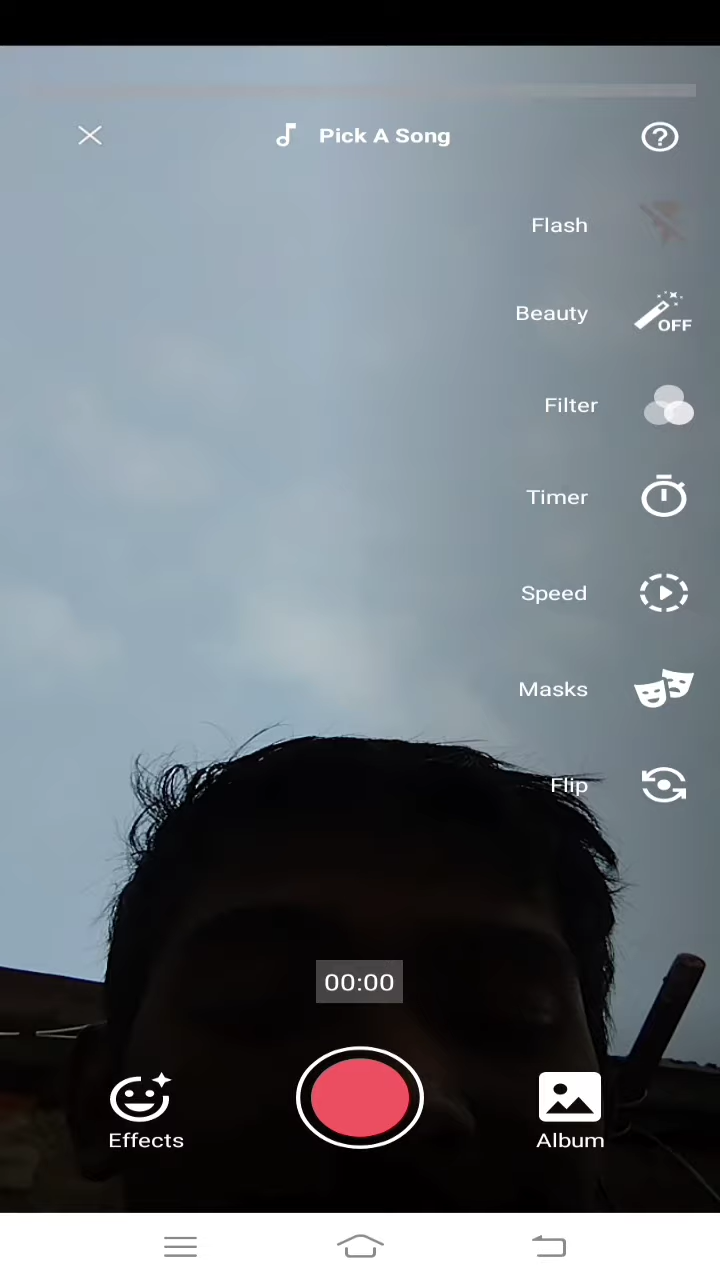 Pick A Song
Flash
Beauty
OFF
Filter
Timer
Speed
Masks
Flip
00:00
Effects
Album